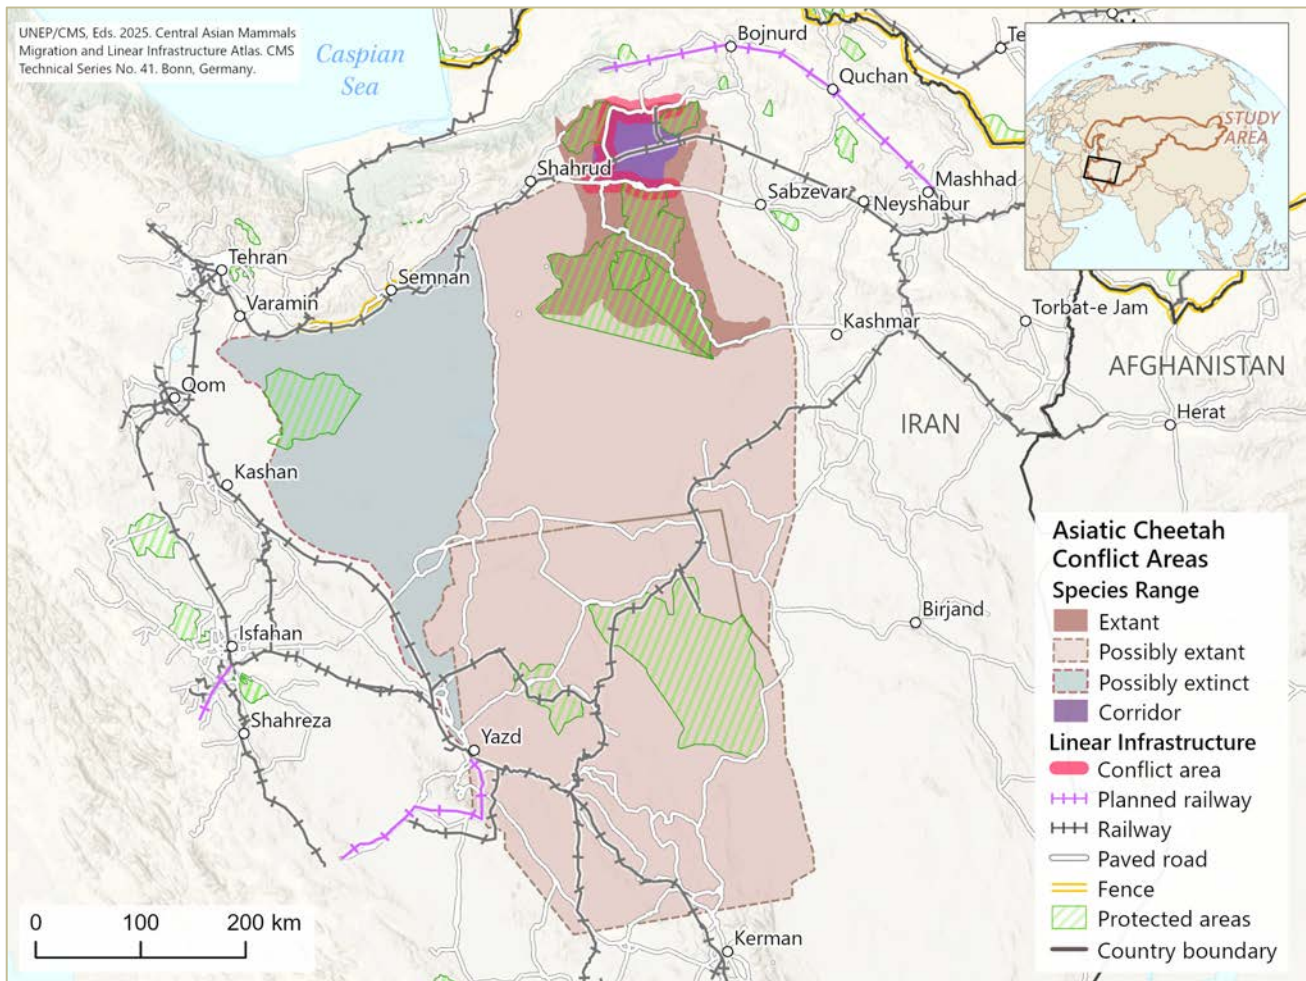 UNEP/CMS, Eds. 2025. Central Asian Mammals
Migration and Linear Infrastructure Atlas. CMS
Technical Series No. 41. Bonn, Germany.
Caspian
Sea
Bojnurd
Quchan
STUDY
AREA
Shahrud
Mashhad
Sabzevar
Neyshabur
Tehran
Semnan
Varamin
Torbat-e Jam
Kashmar
AFGHANISTAN
Qom
Herat
IRAN
Kashan
Birjand
Isfahan
Shahreza
Yazd
Kerman
Asiatic Cheetah
Conflict Areas
Species Range
Extant
Possibly extant
Possibly extinct
Corridor
Linear Infrastructure
Conflict area
Planned railway
Railway
Paved road
Fence
Protected areas
Country boundary
0 100 200 km